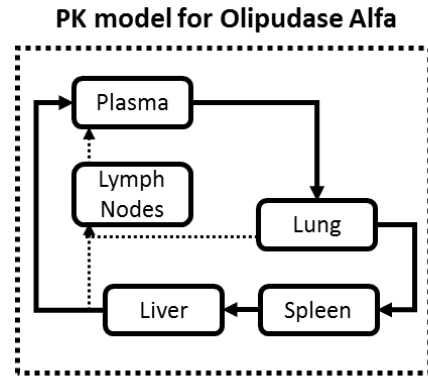 PK model for Olipudase Alfa
Plasma
Lymph
Nodes
Lung
Liver
Spleen